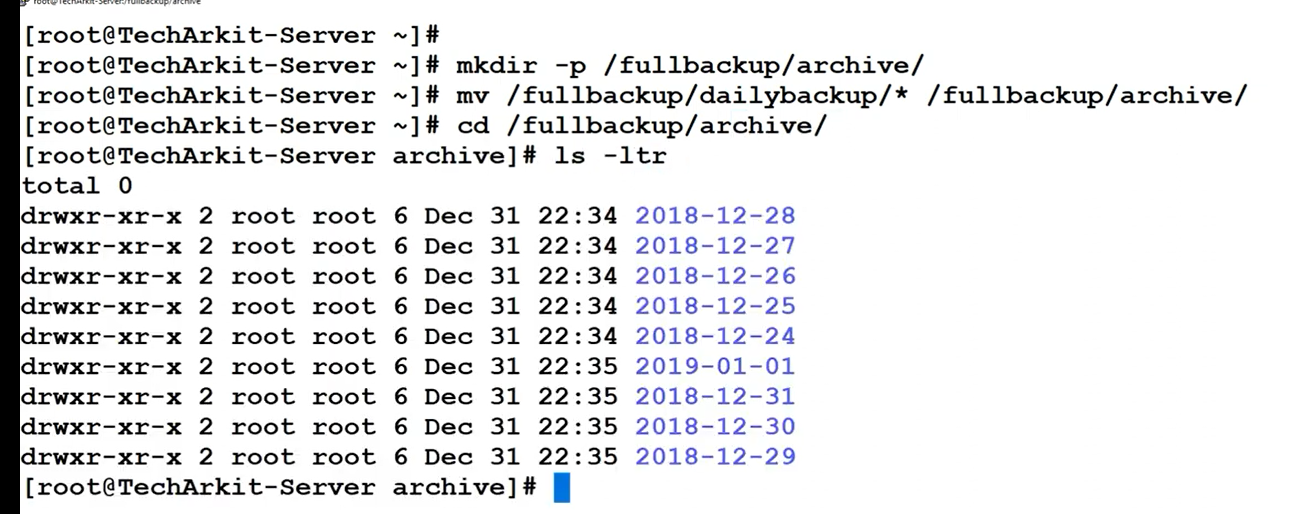 root@TechArkit-Server:/fullbackup/archive
[root@TechArkit-Server ~]#
[root@TechArkit-Server ~]# mkdir -p /fullbackup/archive/
[root@TechArkit-Server ~]# mv /fullbackup/dailybackup/* /fullbackup/archive/
[root@TechArkit-Server ~]# cd /fullbackup/archive/
[root@TechArkit-Server archive]# ls -ltr
total 0
drwxr-xr-x 2 root root 6 Dec 31 22:34 2018-12-28
drwxr-xr-x 2 root root 6 Dec 31 22:34 2018-12-27
drwxr-xr-x 2 root root 6 Dec 31 22:34 2018-12-26
drwxr-xr-x 2 root root 6 Dec 31 22:34 2018-12-25
drwxr-xr-x 2 root root 6 Dec 31 22:34 2018-12-24
drwxr-xr-x 2 root root 6 Dec 31 22:35 2019-01-01
drwxr-xr-x 2 root root 6 Dec 31 22:35 2018-12-31
drwxr-xr-x 2 root root 6 Dec 31 22:35 2018-12-30
drwxr-xr-x 2 root root 6 Dec 31 22:35 2018-12-29
[root@TechArkit-Server archive]#